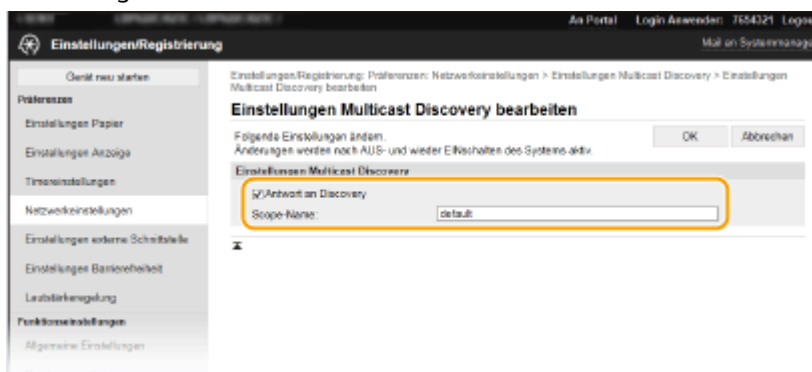 An Portal Login Anwender: 7654321 Logou
Einstellungen/Registrierung
Mail an Systemmanage
Gerät neu starten
Präferenzen
Einstellungen Papier
Einstellungen Anzeige
Timereinstellungen
Netzwerkeinstellungen
Einstellungen externe Schnittstelle
Einstellungen Barrierefreiheit
Lautstärkeregelung
Funktionseinstellungen
Allgemeine Einstellungen
Einstellungen/Registrierung: Präferenzen: Netzwerkeinstellungen > Einstellungen Multicast Discovery > Einstellungen
Multicast Discovery bearbeiten
Einstellungen Multicast Discovery bearbeiten
Folgende Einstellungen ändern.
Änderungen werden nach AUS- und wieder EINschalten des Systems aktiv.
OK Abbrechen
Einstellungen Multicast Discovery
Antwort an Discovery
Scope-Name: default